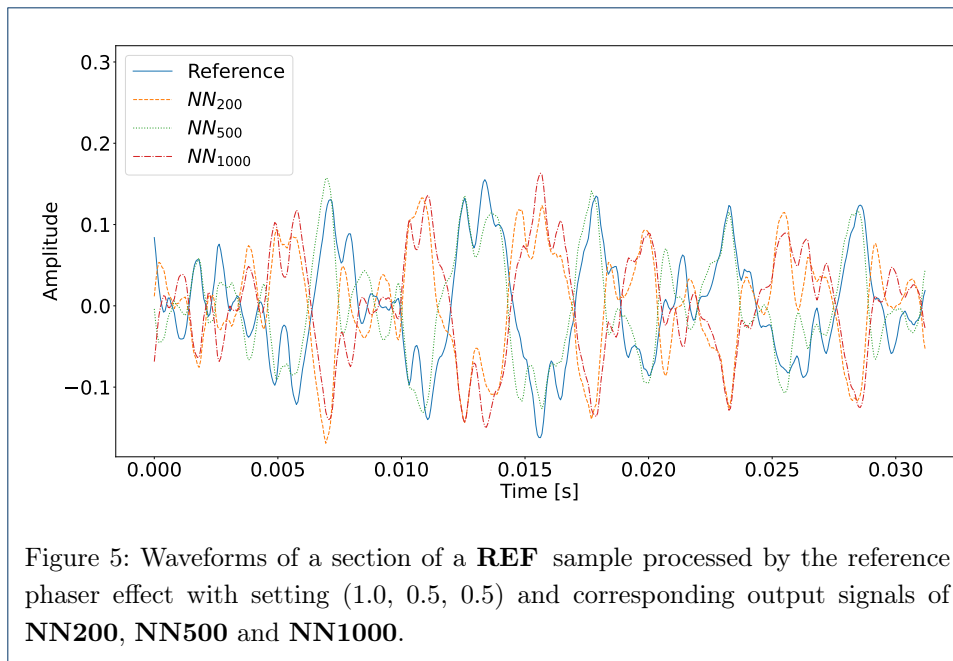 0.3
0.2
0.1
0.0
−0.1
Amplitude
Reference
NN200
NN500
NN1000
0.000 0.005 0.010 0.015 0.020 0.025 0.030
Time [s]
Figure 5: Waveforms of a section of a REF sample processed by the reference
phaser effect with setting (1.0, 0.5, 0.5) and corresponding output signals of
NN200, NN500 and NN1000.